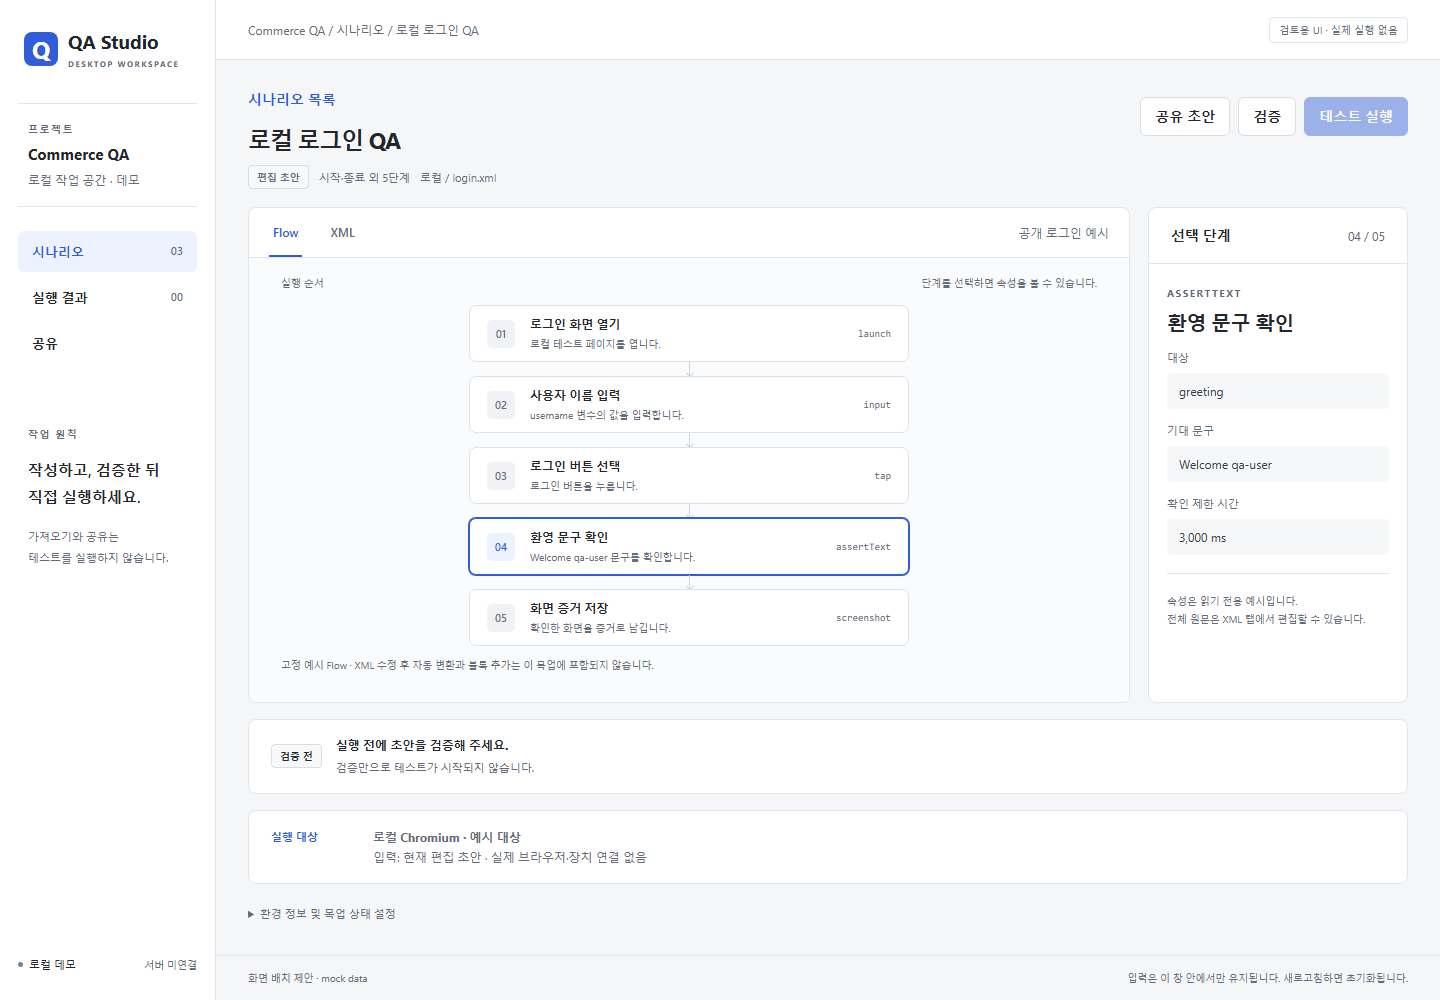 Q
QA Studio
DESKTOP WORKSPACE
프로젝트
Commerce QA
로컬 작업 공간 · 데모
시나리오 03
실행 결과 00
공유
작업 원칙
작성하고, 검증한 뒤
직접 실행하세요.
가져오기와 공유는
테스트를 실행하지 않습니다.
로컬 데모 서버 미연결
Commerce QA / 시나리오 / 로컬 로그인 QA
검토용 UI · 실제 실행 없음
시나리오 목록
로컬 로그인 QA
편집 초안 시작·종료 외 5단계 로컬 / login.xml
공유 초안 검증 테스트 실행
Flow XML 공개 로그인 예시
실행 순서 단계를 선택하면 속성을 볼 수 있습니다.
01 로그인 화면 열기 launch
로컬 테스트 페이지를 엽니다.
02 사용자 이름 입력 input
username 변수의 값을 입력합니다.
03 로그인 버튼 선택 tap
로그인 버튼을 누릅니다.
04 환영 문구 확인 assertText
Welcome qa-user 문구를 확인합니다.
05 화면 증거 저장 screenshot
확인한 화면을 증거로 남깁니다.
고정 예시 Flow · XML 수정 후 자동 변환과 블록 추가는 이 목업에 포함되지 않습니다.
선택 단계 04 / 05
ASSERTTEXT
환영 문구 확인
대상
greeting
기대 문구
Welcome qa-user
확인 제한 시간
3,000 ms
속성은 읽기 전용 예시입니다.
전체 원문은 XML 탭에서 편집할 수 있습니다.
검증 전
실행 전에 초안을 검증해 주세요.
검증만으로 테스트가 시작되지 않습니다.
실행 대상
로컬 Chromium · 예시 대상
입력: 현재 편집 초안 · 실제 브라우저·장치 연결 없음
환경 정보 및 목업 상태 설정
화면 배치 제안 · mock data
입력은 이 창 안에서만 유지됩니다. 새로고침하면 초기화됩니다.